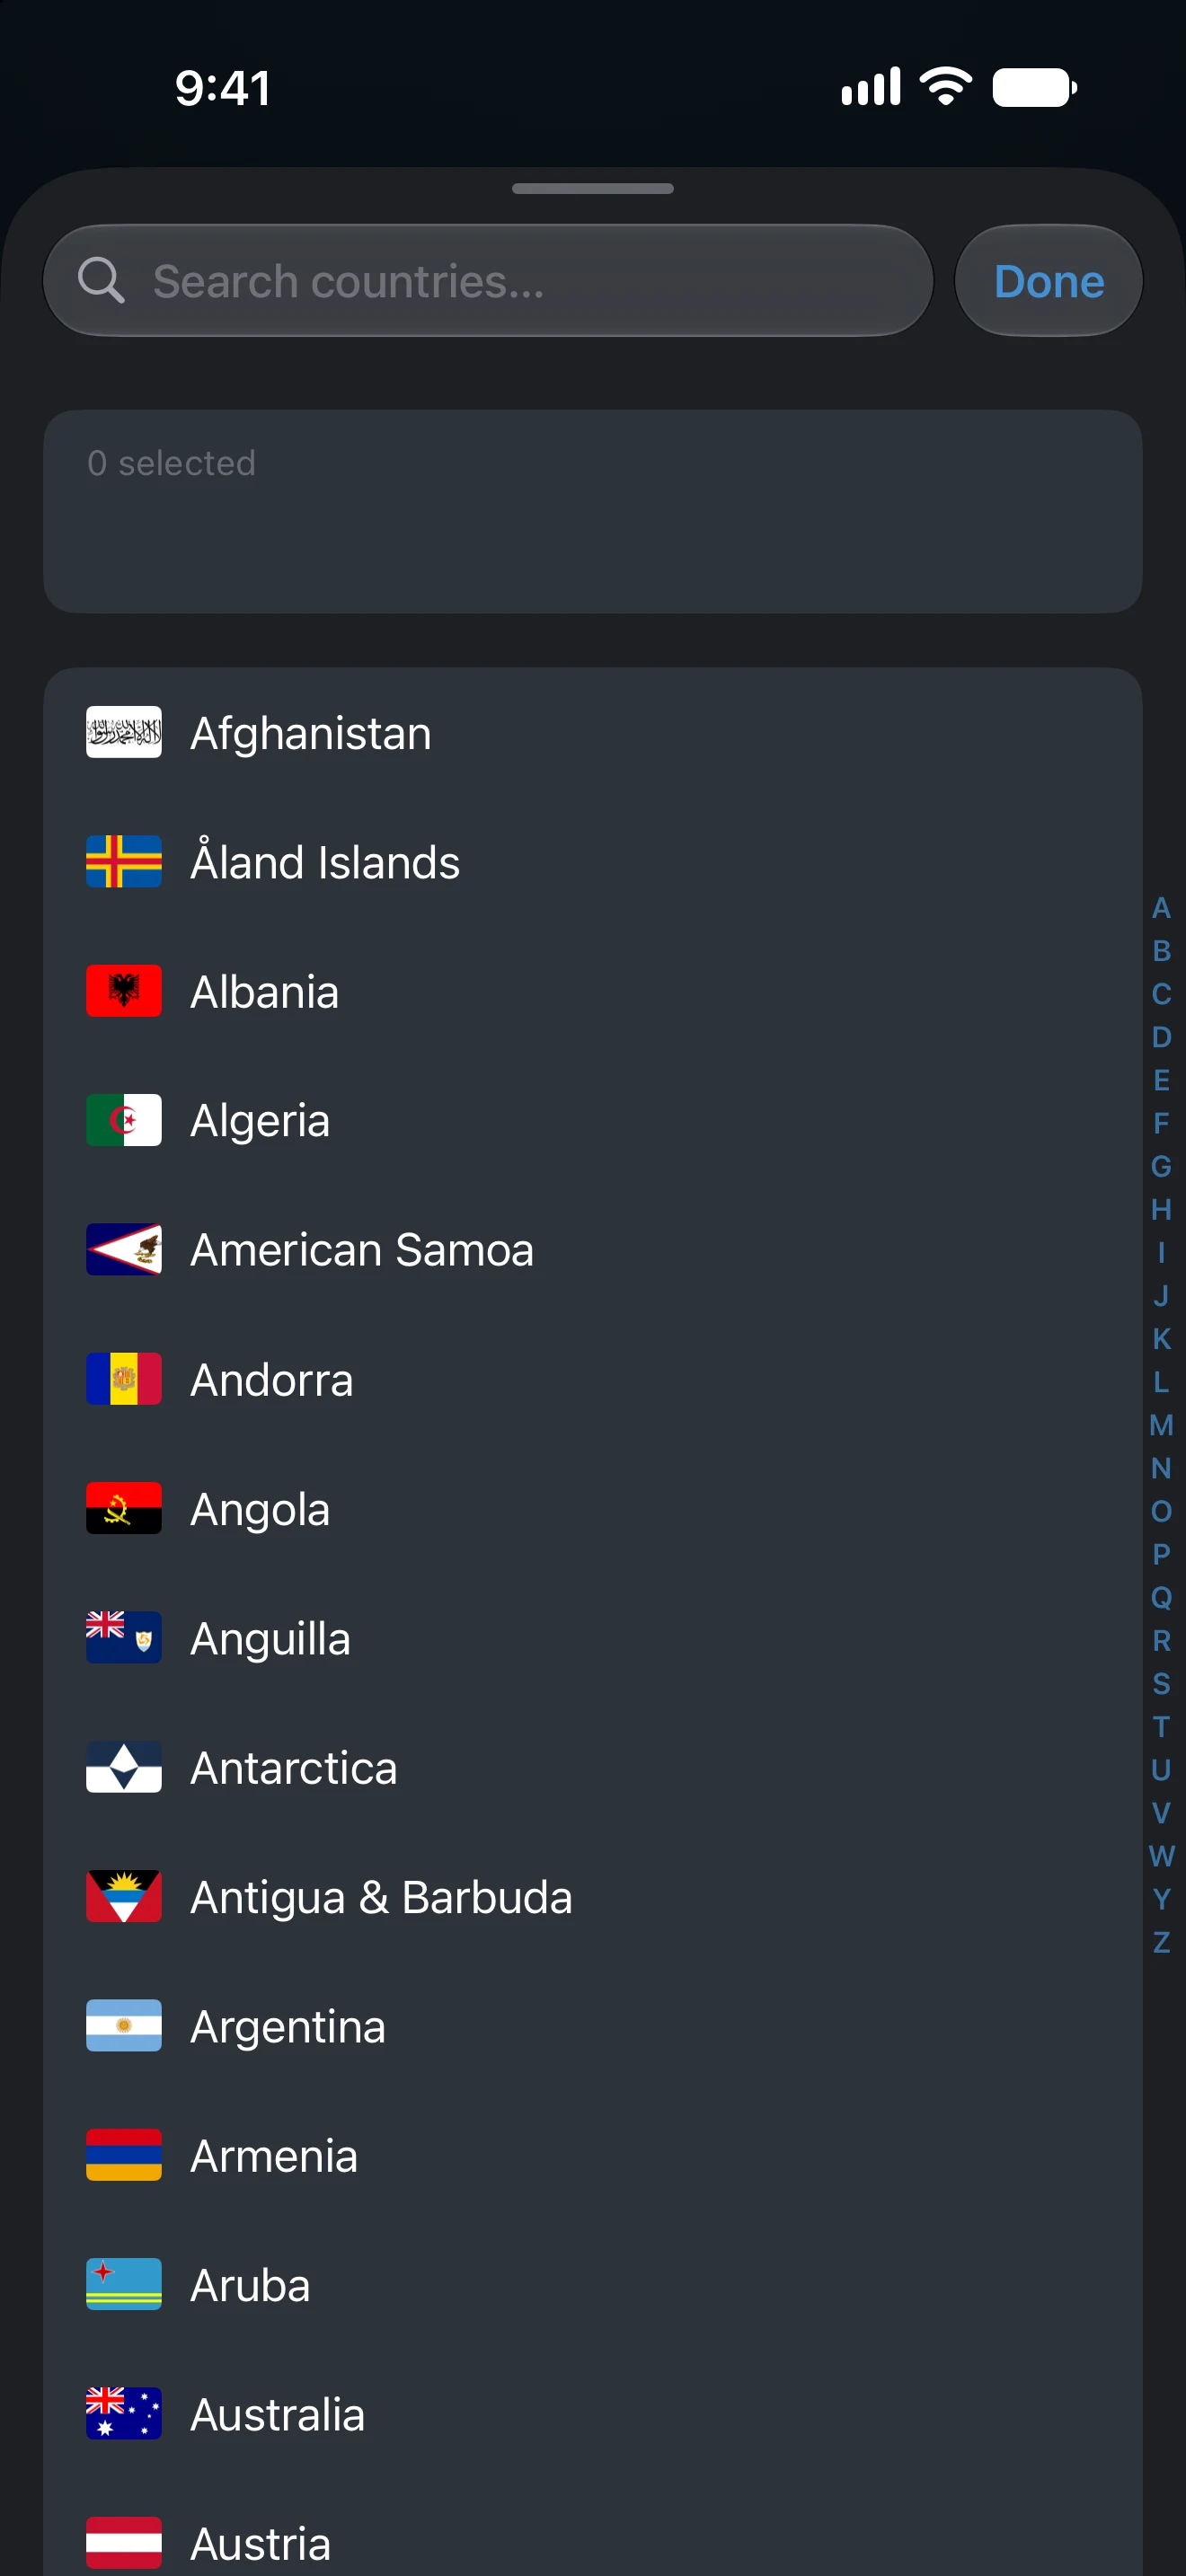 9:41
Search countries...
Done
0 selected
Afghanistan
Åland Islands
Albania
Algeria
American Samoa
Andorra
Angola
Anguilla
Antarctica
Antigua & Barbuda
Argentina
Armenia
Aruba
Australia
Austria
A
B
C
D
E
F
G
H
I
J
K
L
M
N
O
P
Q
R
S
T
U
V
W
Y
Z